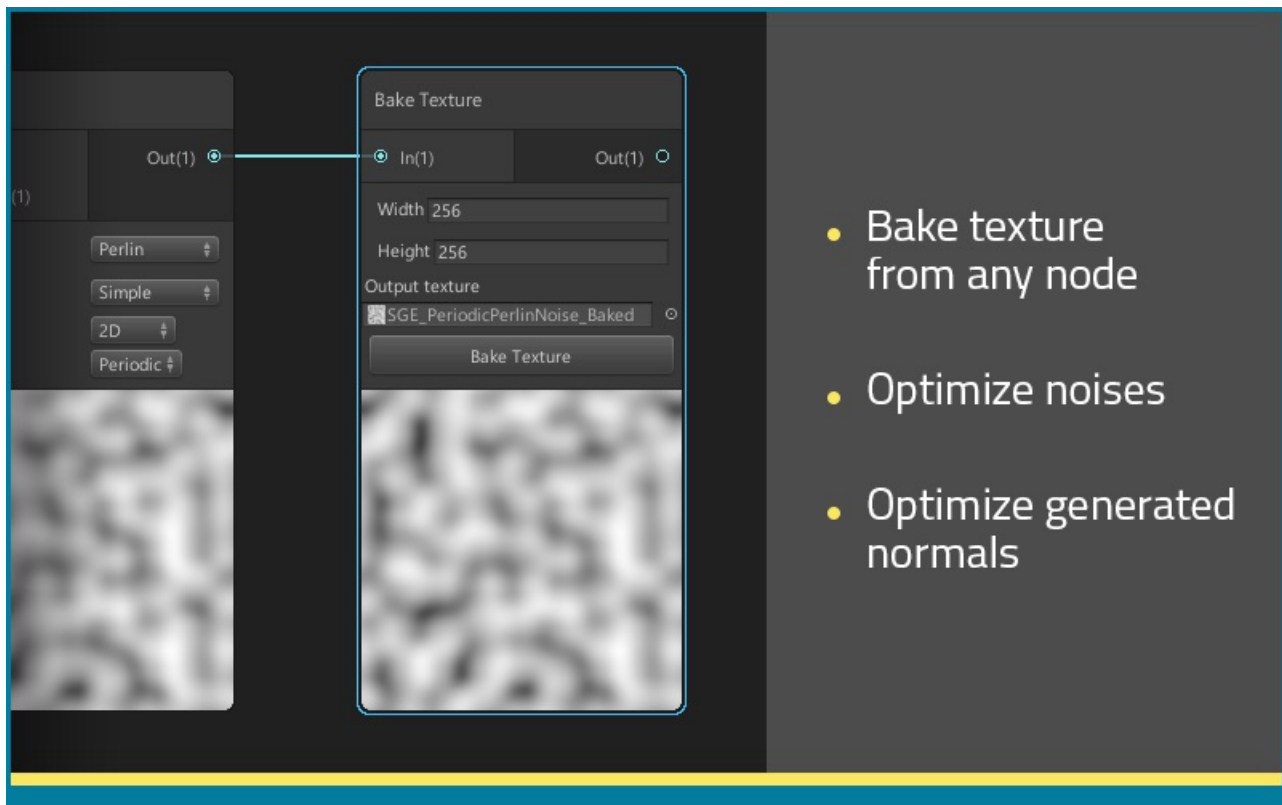 Bake Texture
Out(1)
In(1)
Out(1)
(1)
Width 256
Height 256
Perlin
Simple
2D
Periodic
Output texture
SGE_PeriodicPerlinNoise_Baked
Bake Texture
Bake texture
from any node
Optimize noises
Optimize generated
normals